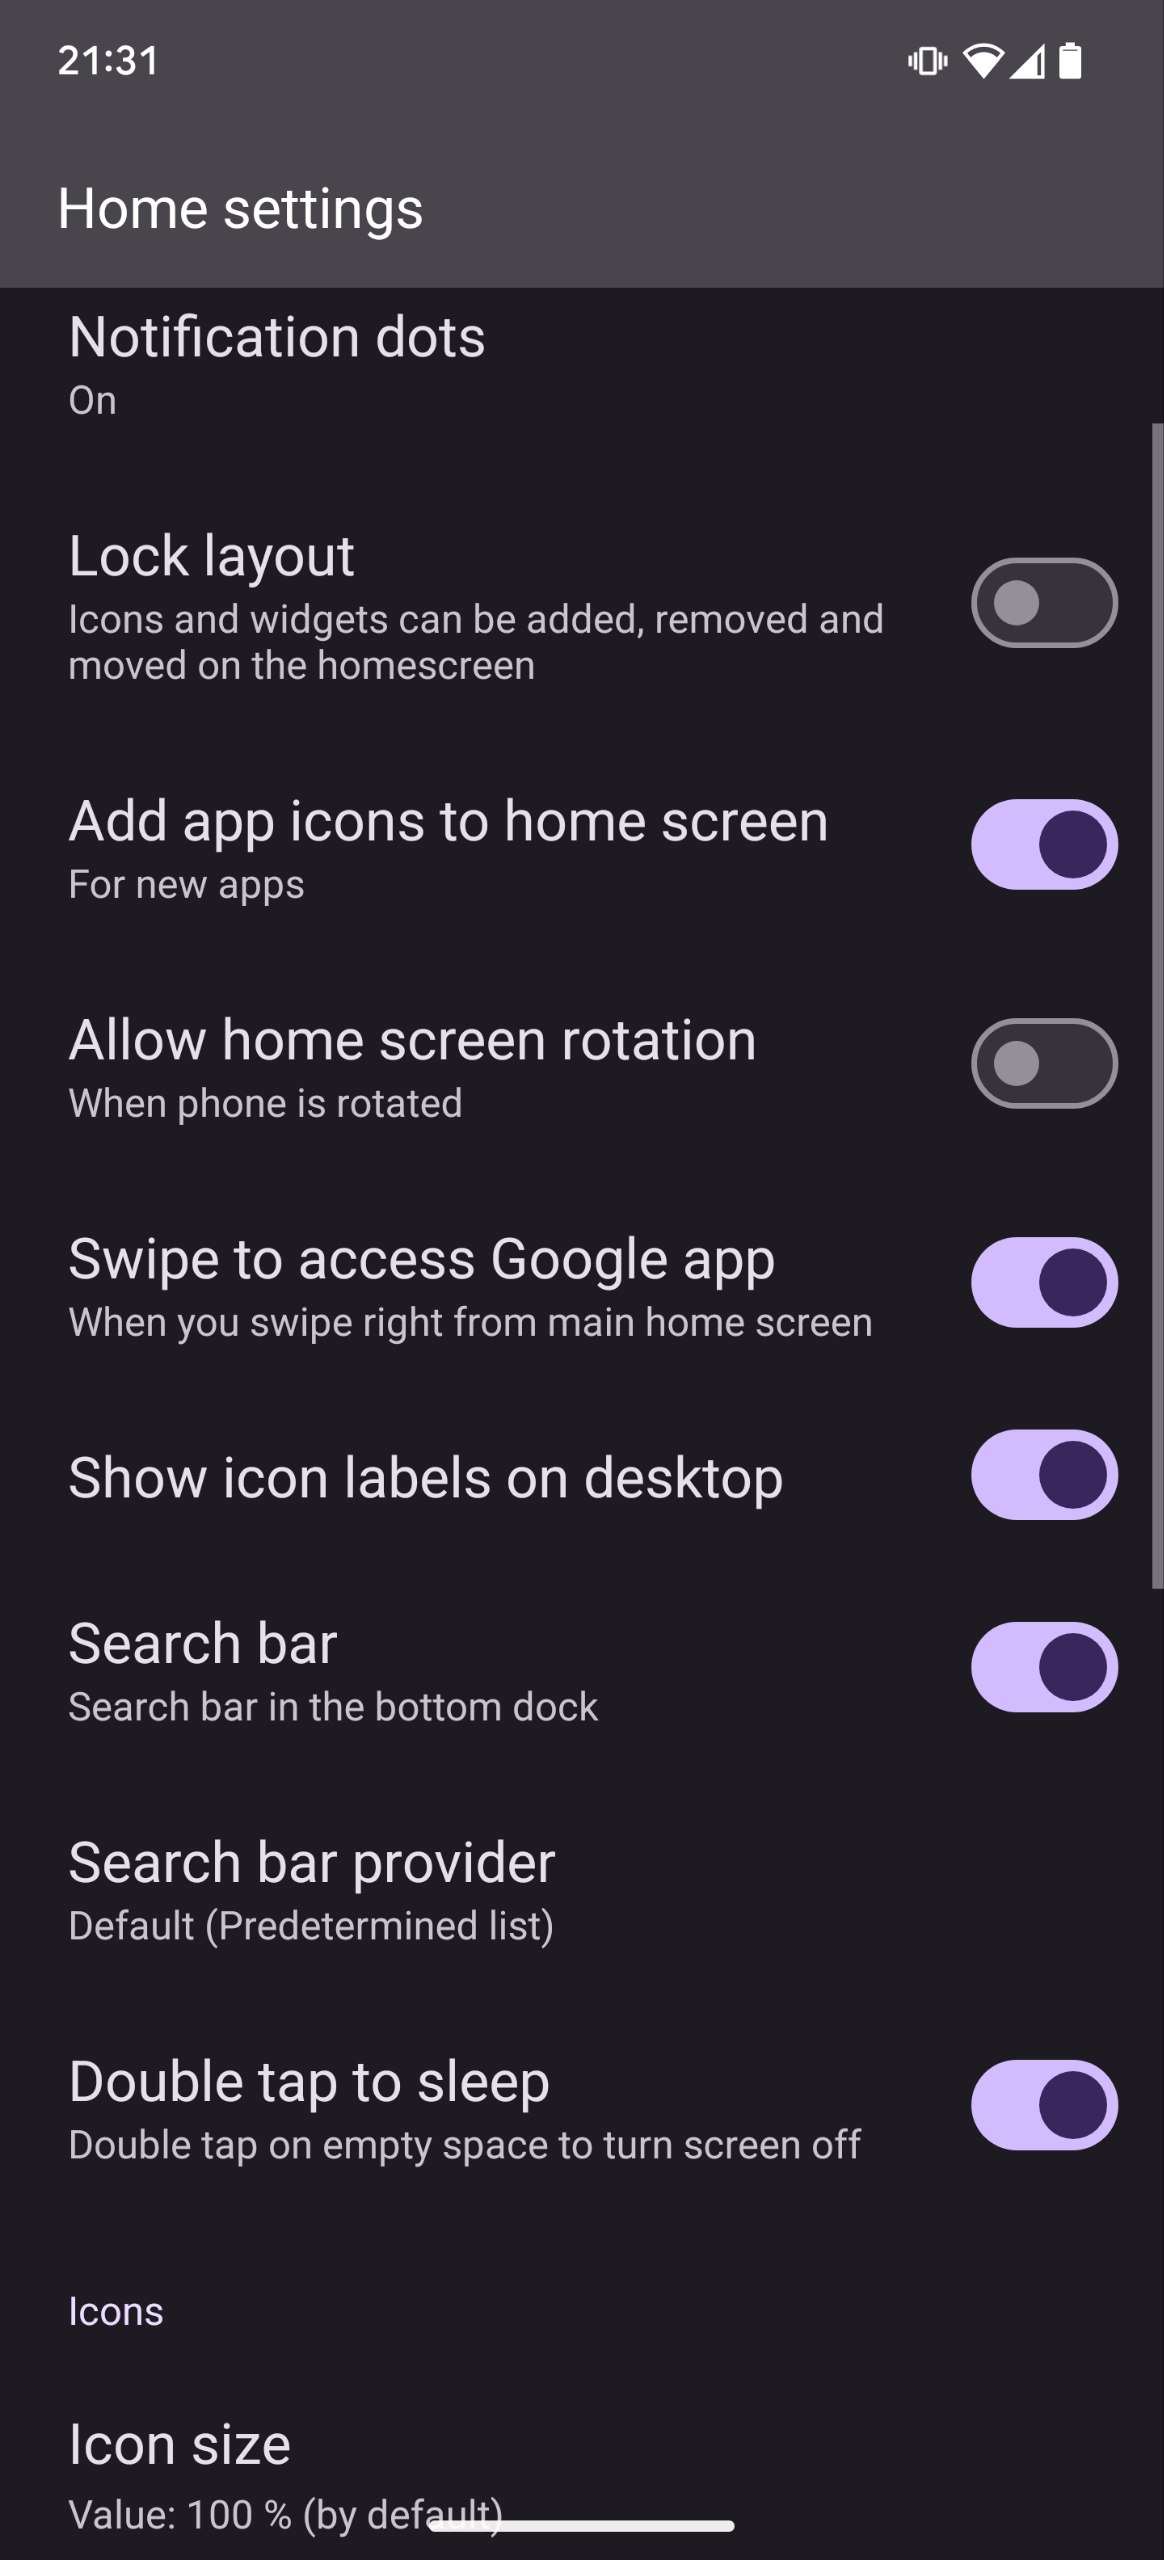 21:31
Home settings
Notification dots
On
Lock layout
Icons and widgets can be added, removed and
moved on the homescreen
Add app icons to home screen
For new apps
Allow home screen rotation
When phone is rotated
Swipe to access Google app
When you swipe right from main home screen
Show icon labels on desktop
Search bar
Search bar in the bottom dock
Search bar provider
Default (Predetermined list)
Double tap to sleep
Double tap on empty space to turn screen off
Icons
Icon size
Value: 100 % (by default)